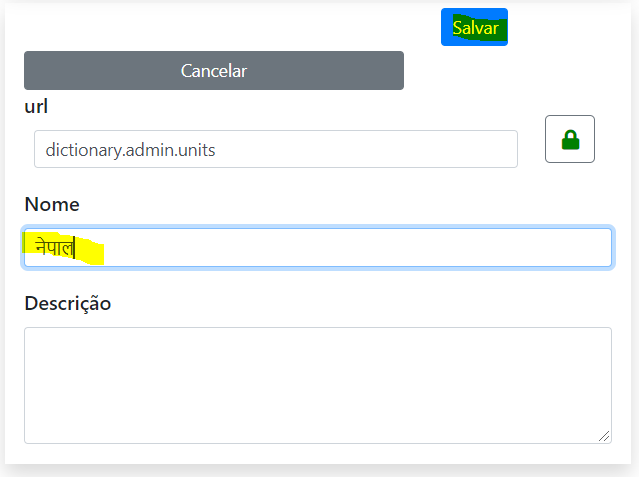 Salvar
Cancelar
url
dictionary.admin.units
Nome
नेपाल
Descrição